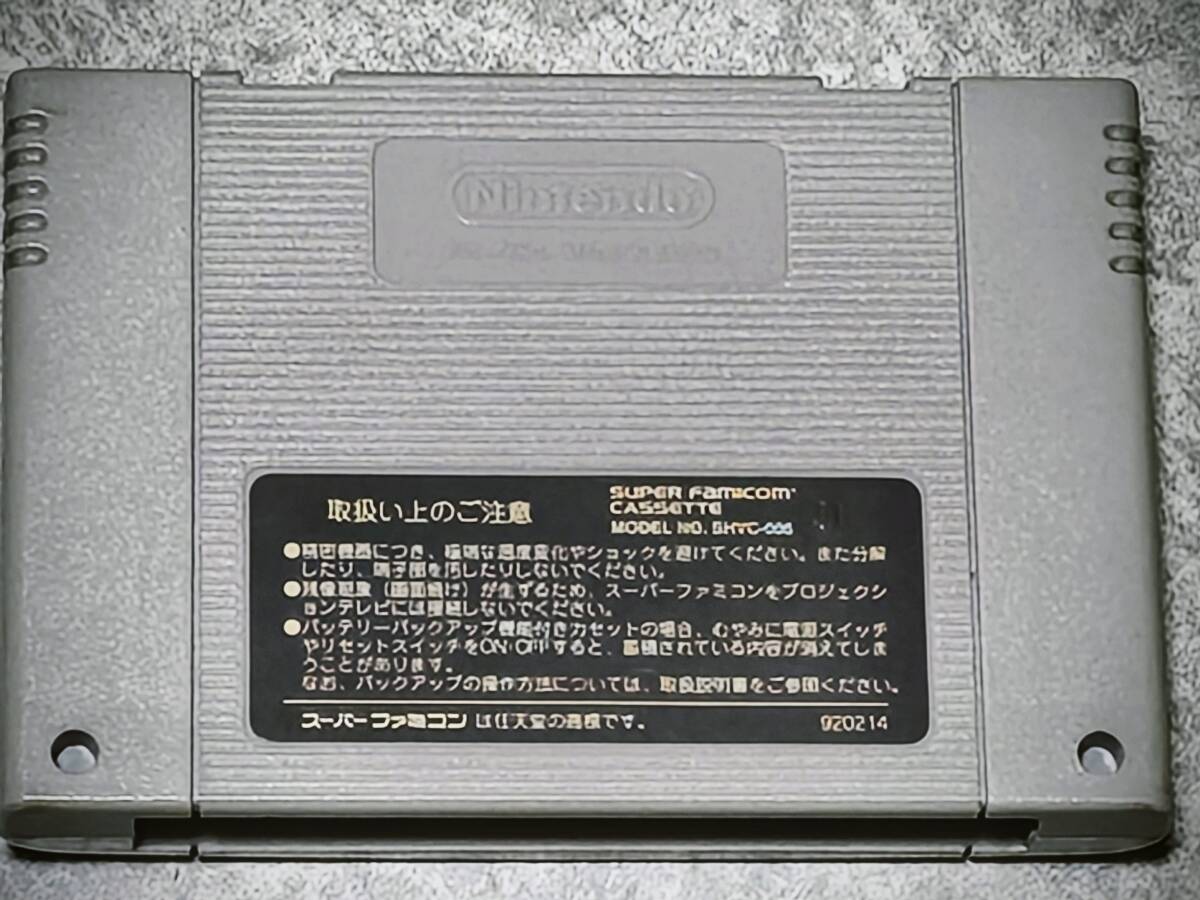 Nintendo
取扱い上のご注意
SUPER FAMICOM
CASSETTE
MODEL NO. SHVC-006
●精密機器につき、極端な温度変化やショックを避けてください。また分解
したり、端子面を汚したりしないでください。
●残像現象（画面焼け）が生ずるため、スーパーファミコンをプロジェクシ
ョンテレビには接続しないでください。
●バッテリーバックアップ機能付きカセットの場合、むやみに電源スイッチ
やリセットスイッチをON/OFFすると、蓄積されている内容が消えてしま
うことがあります。
なお、バックアップの操作方法については、取扱説明書をご参照ください。
スーパーファミコンは任天堂の商標です。
920214